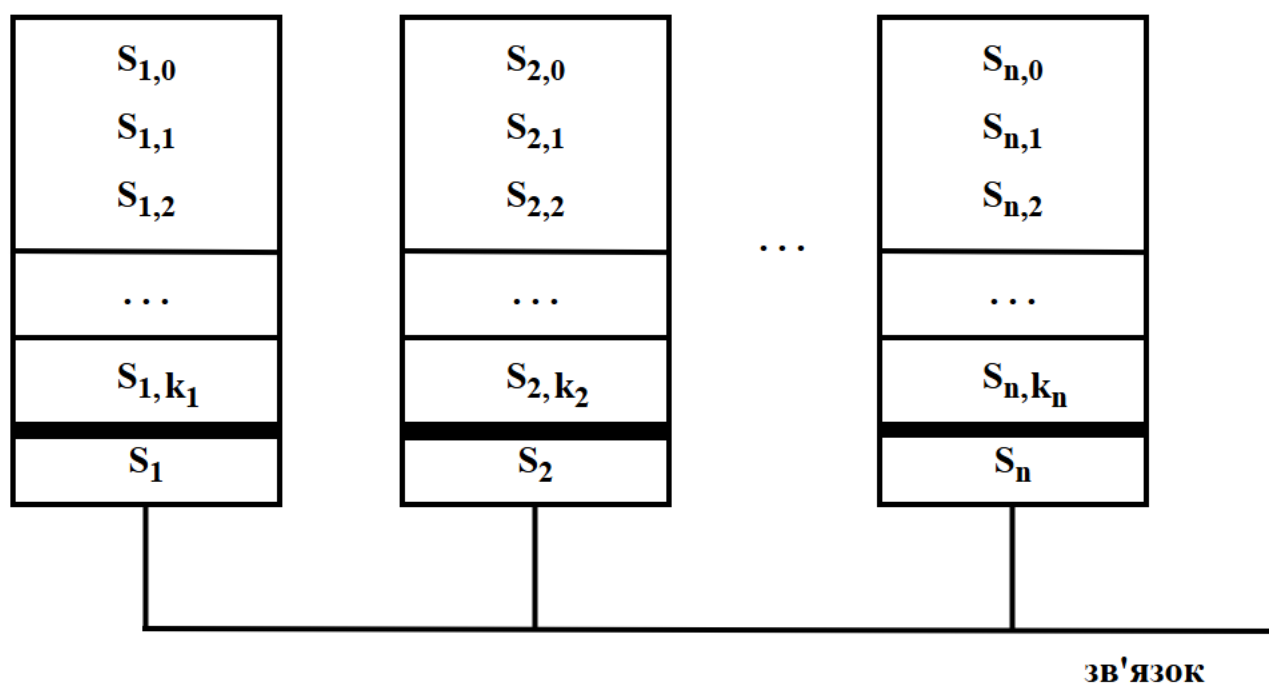 S1,0 S2,0 Sn,0
S1,1 S2,1 Sn,1
S1,2 S2,2 Sn,2
. . .
. . . . . . . . .
S1, k1 S2, k2 Sn, kn
S1 S2 Sn
зв'язок